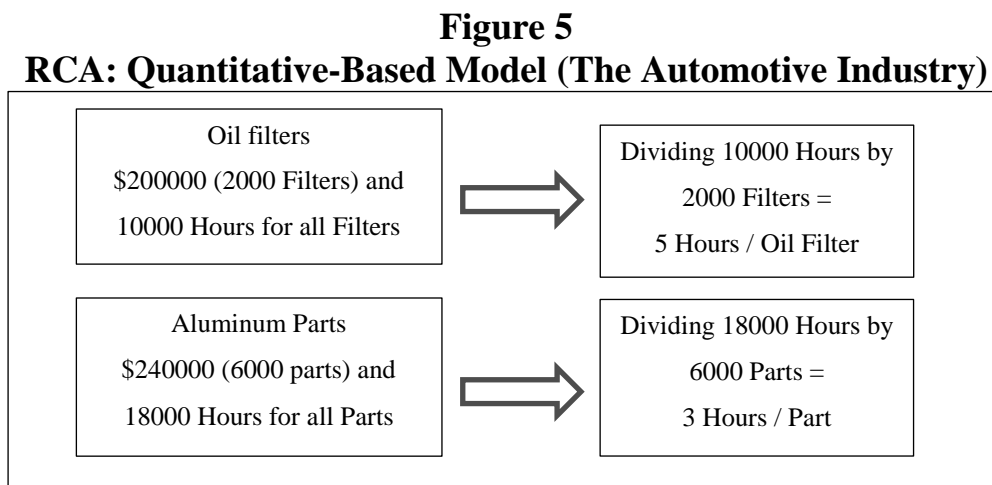 Figure 5
RCA: Quantitative-Based Model (The Automotive Industry)
Oil filters
$200000 (2000 Filters) and
10000 Hours for all Filters
Dividing 10000 Hours by
2000 Filters =
5 Hours / Oil Filter
Aluminum Parts
$240000 (6000 parts) and
18000 Hours for all Parts
Dividing 18000 Hours by
6000 Parts =
3 Hours / Part